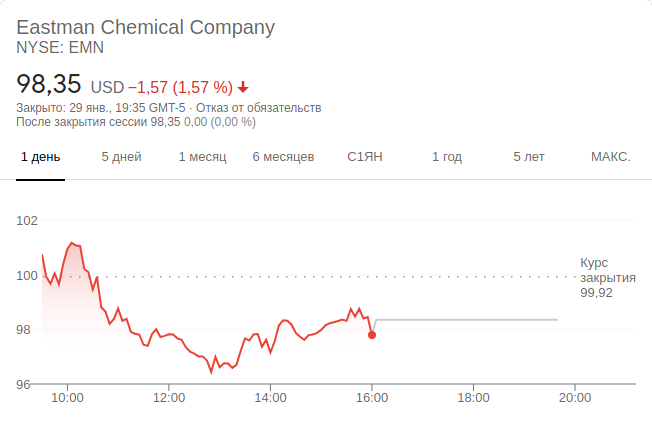 Eastman Chemical Company
NYSE: EMN
98,35 USD −1,57 (1,57 %)
Закрыто: 29 янв., 19:35 GMT-5 · Отказ от обязательств
После закрытия сессии 98,35 0,00 (0,00 %)
1 день 5 дней 1 месяц 6 месяцев С1ЯН 1 год 5 лет МАКС.
102
100
98
96
Курс
закрытия
99,92
10:00 12:00 14:00 16:00 18:00 20:00